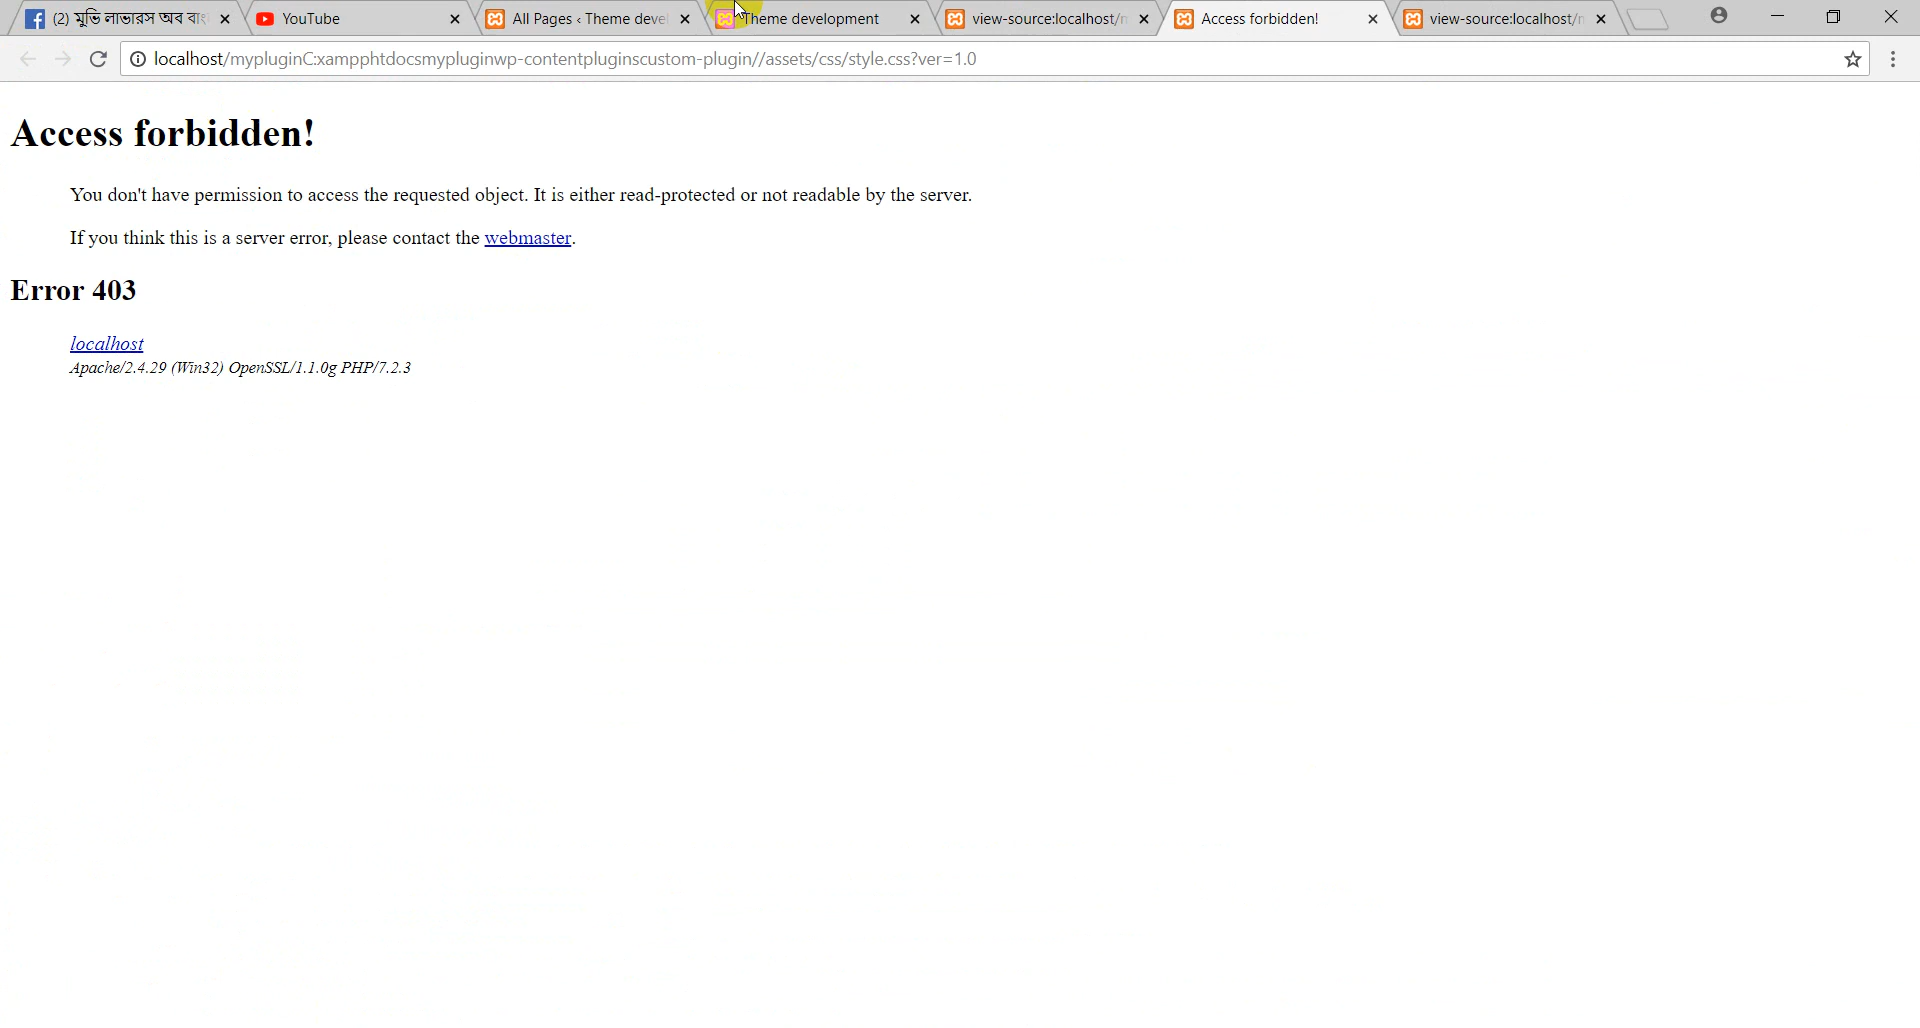 (2) মুভি লাভারস অব বাং
YouTube
All Pages ‹ Theme devel
Theme development
view-source:localhost/m
Access forbidden!
view-source:localhost/m
localhost/mypluginC:xampphtdocsmypluginwp-contentpluginscustom-plugin//assets/css/style.css?ver=1.0
Access forbidden!
You don't have permission to access the requested object. It is either read-protected or not readable by the server.
If you think this is a server error, please contact the webmaster.
Error 403
localhost
Apache/2.4.29 (Win32) OpenSSL/1.1.0g PHP/7.2.3